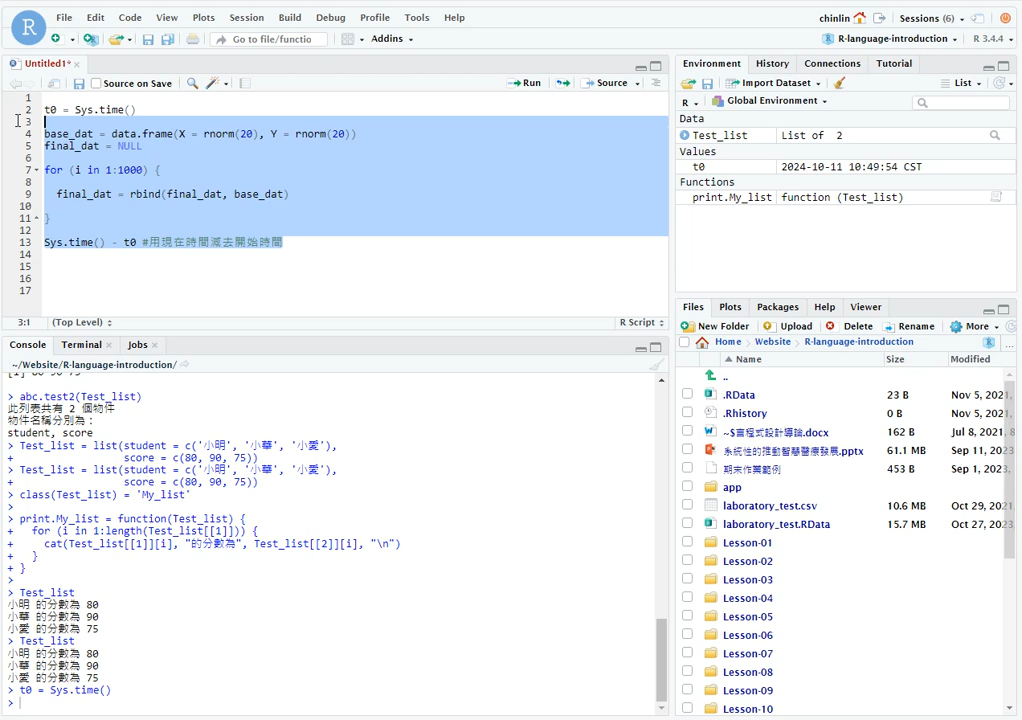 File Edit Code View Plots Session Build Debug Profile Tools Help
chinlin Sessions (6)
Go to file/functio Addins
R-language-introduction R 3.4.4
Untitled1*
Source on Save Run Source
1
2 t0 = Sys.time()
3
4 base_dat = data.frame(X = rnorm(20), Y = rnorm(20))
5 final_dat = NULL
6
7 for (i in 1:1000) {
8
9 final_dat = rbind(final_dat, base_dat)
10
11 }
12
13 Sys.time() - t0 #用現在時間減去開始時間
14
15
16
17
3:1 (Top Level) R Script
Console Terminal Jobs
~/Website/R-language-introduction/
[1] 80 90 75
> abc.test2(Test_list)
此列表共有 2 個物件
物件名稱分別為：
student, score
> Test_list = list(student = c('小明', '小華', '小愛'),
+ score = c(80, 90, 75))
> Test_list = list(student = c('小明', '小華', '小愛'),
+ score = c(80, 90, 75))
> class(Test_list) = 'My_list'
>
> print.My_list = function(Test_list) {
+ for (i in 1:length(Test_list[[1]])) {
+ cat(Test_list[[1]][i], "的分數為", Test_list[[2]][i], "\n")
+ }
+ }
>
> Test_list
小明 的分數為 80
小華 的分數為 90
小愛 的分數為 75
> Test_list
小明 的分數為 80
小華 的分數為 90
小愛 的分數為 75
> t0 = Sys.time()
>
Environment History Connections Tutorial
Import Dataset List
R Global Environment
Data
Test_list List of 2
Values
t0 2024-10-11 10:49:54 CST
Functions
print.My_list function (Test_list)
Files Plots Packages Help Viewer
New Folder Upload Delete Rename More
Home Website R-language-introduction
Name Size Modified
..
.RData 23 B Nov 5, 2021,
.Rhistory 0 B Nov 5, 2021,
~$言程式設計導論.docx 162 B Jul 8, 2021, 8
系統性的推動智慧醫療發展.pptx 61.1 MB Sep 11, 2023
期末作業範例 453 B Sep 1, 2023,
app
laboratory_test.csv 10.6 MB Oct 29, 2021
laboratory_test.RData 15.7 MB Oct 27, 2023
Lesson-01
Lesson-02
Lesson-03
Lesson-04
Lesson-05
Lesson-06
Lesson-07
Lesson-08
Lesson-09
Lesson-10